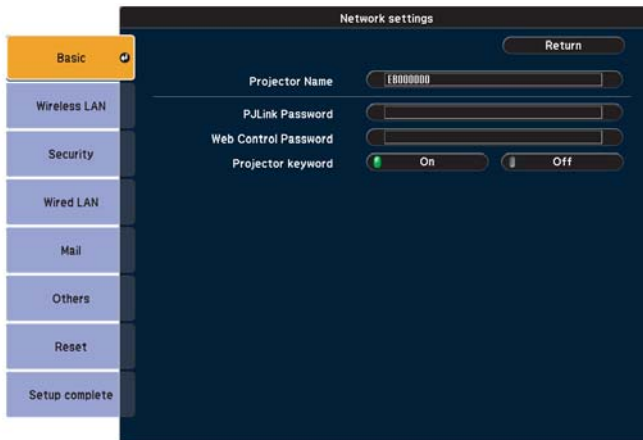 Network settings
Return
Basic
Projector Name EB000000
Wireless LAN
PJLink Password
Web Control Password
Security
Projector keyword On Off
Wired LAN
Mail
Others
Reset
Setup complete